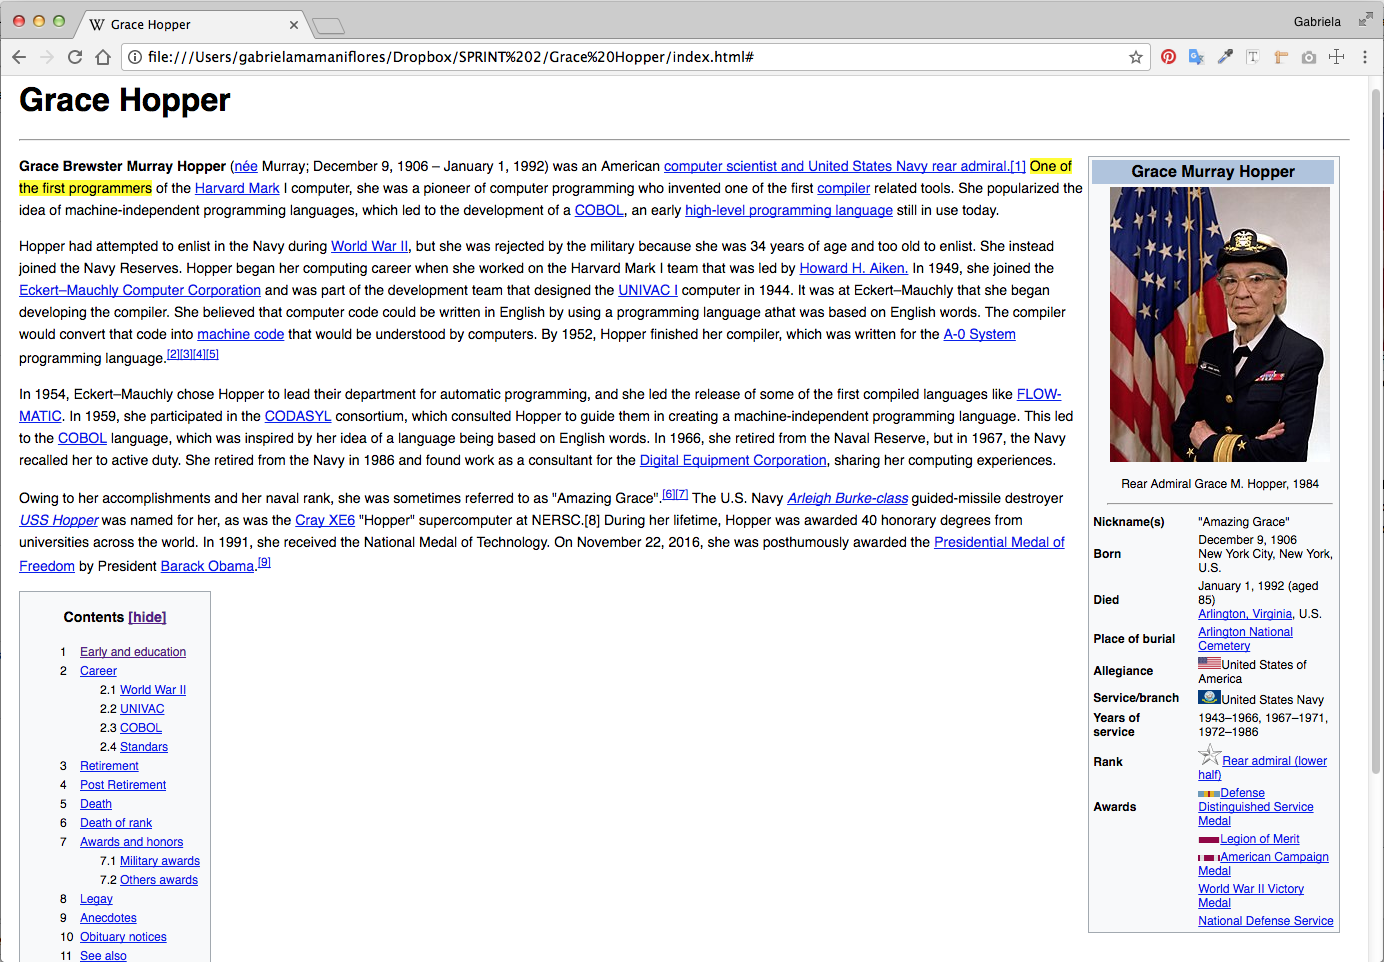 Grace Hopper
Gabriela
file:///Users/gabrielamamaniflores/Dropbox/SPRINT%202/Grace%20Hopper/index.html#
Grace Hopper
Grace Brewster Murray Hopper (née Murray; December 9, 1906 – January 1, 1992) was an American computer scientist and United States Navy rear admiral.[1] One of
the first programmers of the Harvard Mark I computer, she was a pioneer of computer programming who invented one of the first compiler related tools. She popularized the
idea of machine-independent programming languages, which led to the development of a COBOL, an early high-level programming language still in use today.
Hopper had attempted to enlist in the Navy during World War II, but she was rejected by the military because she was 34 years of age and too old to enlist. She instead
joined the Navy Reserves. Hopper began her computing career when she worked on the Harvard Mark I team that was led by Howard H. Aiken. In 1949, she joined the
Eckert–Mauchly Computer Corporation and was part of the development team that designed the UNIVAC I computer in 1944. It was at Eckert–Mauchly that she began
developing the compiler. She believed that computer code could be written in English by using a programming language athat was based on English words. The compiler
would convert that code into machine code that would be understood by computers. By 1952, Hopper finished her compiler, which was written for the A-0 System
programming language.[2][3][4][5]
In 1954, Eckert–Mauchly chose Hopper to lead their department for automatic programming, and she led the release of some of the first compiled languages like FLOW-
MATIC. In 1959, she participated in the CODASYL consortium, which consulted Hopper to guide them in creating a machine-independent programming language. This led
to the COBOL language, which was inspired by her idea of a language being based on English words. In 1966, she retired from the Naval Reserve, but in 1967, the Navy
recalled her to active duty. She retired from the Navy in 1986 and found work as a consultant for the Digital Equipment Corporation, sharing her computing experiences.
Owing to her accomplishments and her naval rank, she was sometimes referred to as "Amazing Grace".[6][7] The U.S. Navy Arleigh Burke-class guided-missile destroyer
USS Hopper was named for her, as was the Cray XE6 "Hopper" supercomputer at NERSC.[8] During her lifetime, Hopper was awarded 40 honorary degrees from
universities across the world. In 1991, she received the National Medal of Technology. On November 22, 2016, she was posthumously awarded the Presidential Medal of
Freedom by President Barack Obama.[9]
Contents [hide]
1 Early and education
2 Career
2.1 World War II
2.2 UNIVAC
2.3 COBOL
2.4 Standars
3 Retirement
4 Post Retirement
5 Death
6 Death of rank
7 Awards and honors
7.1 Military awards
7.2 Others awards
8 Legay
9 Anecdotes
10 Obituary notices
11 See also
Grace Murray Hopper
Rear Admiral Grace M. Hopper, 1984
Nickname(s) "Amazing Grace"
Born December 9, 1906
New York City, New York,
U.S.
Died January 1, 1992 (aged
85)
Arlington, Virginia, U.S.
Place of burial Arlington National
Cemetery
Allegiance United States of
America
Service/branch United States Navy
Years of
service 1943–1966, 1967–1971,
1972–1986
Rank Rear admiral (lower
half)
Awards Defense
Distinguished Service
Medal
Legion of Merit
American Campaign
Medal
World War II Victory
Medal
National Defense Service